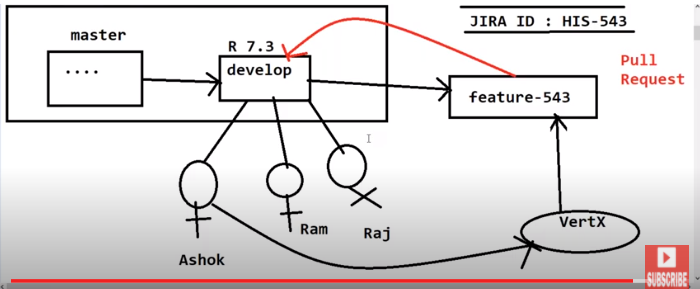 JIRA ID : HIS-543
master
R 7.3
....
develop
Pull
Request
feature-543
VertX
Ram
Raj
Ashok
SUBSCRIBE